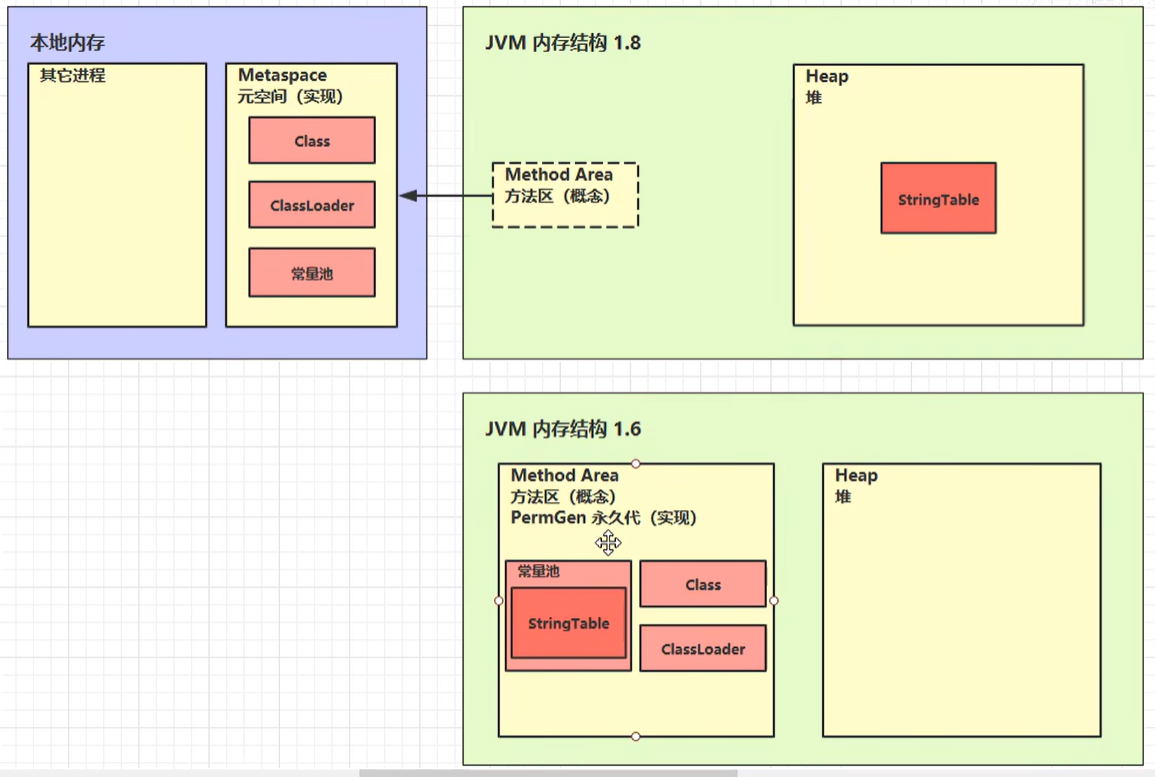 本地内存
其它进程
Metaspace
元空间（实现）
Class
ClassLoader
常量池
JVM 内存结构 1.8
Method Area
方法区（概念）
Heap
堆
StringTable
JVM 内存结构 1.6
Method Area
方法区（概念）
PermGen 永久代（实现）
常量池
StringTable
Class
ClassLoader
Heap
堆